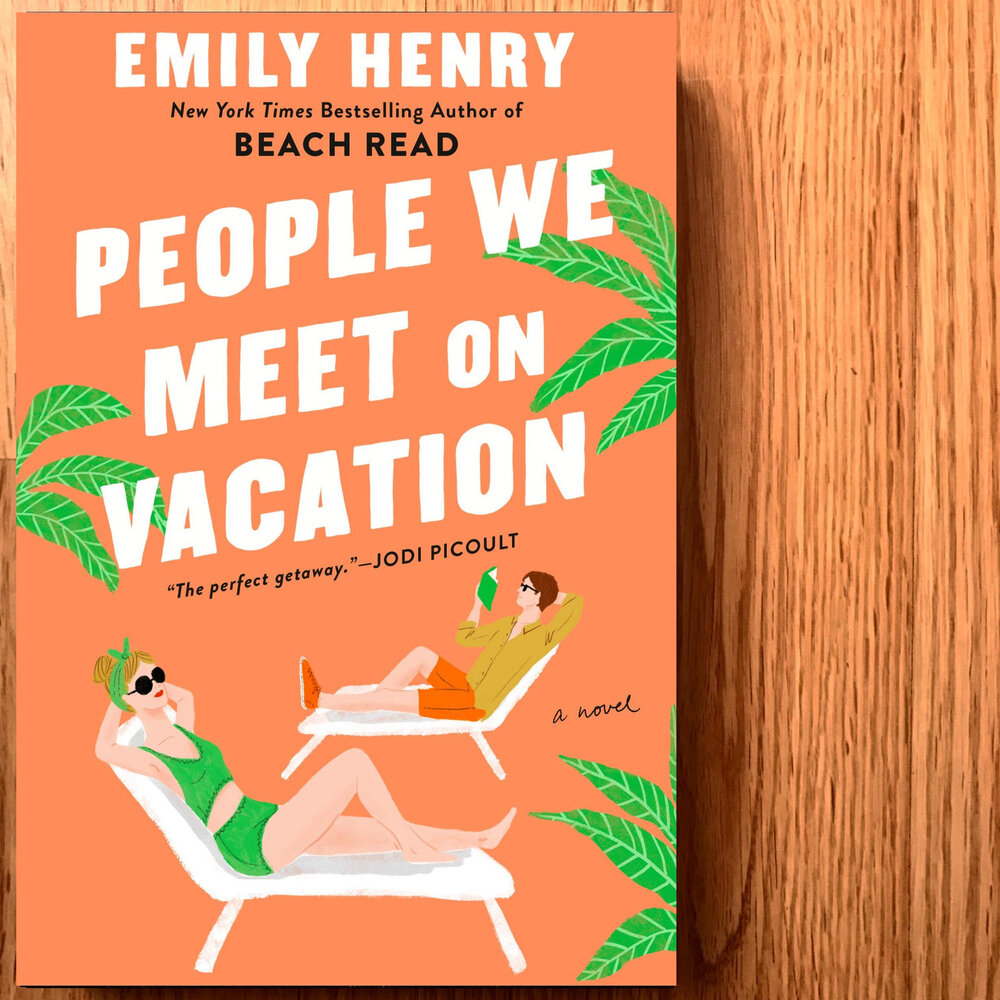 EMILY HENRY
New York Times Bestselling Author of
BEACH READ
PEOPLE WE
MEET ON
VACATION
“The perfect getaway.”—JODI PICOULT
a novel